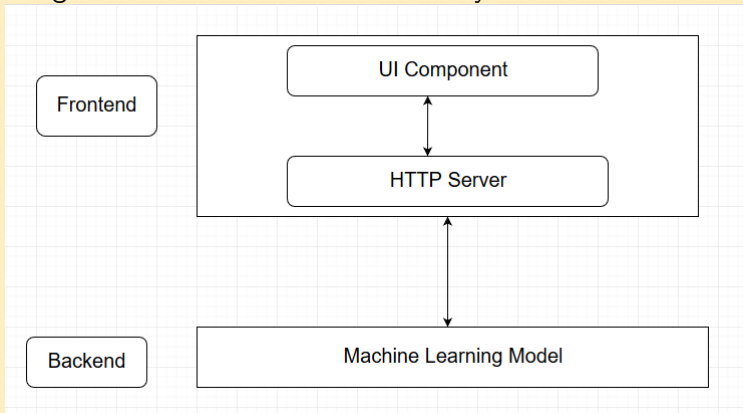 UI Component
Frontend
HTTP Server
Machine Learning Model
Backend